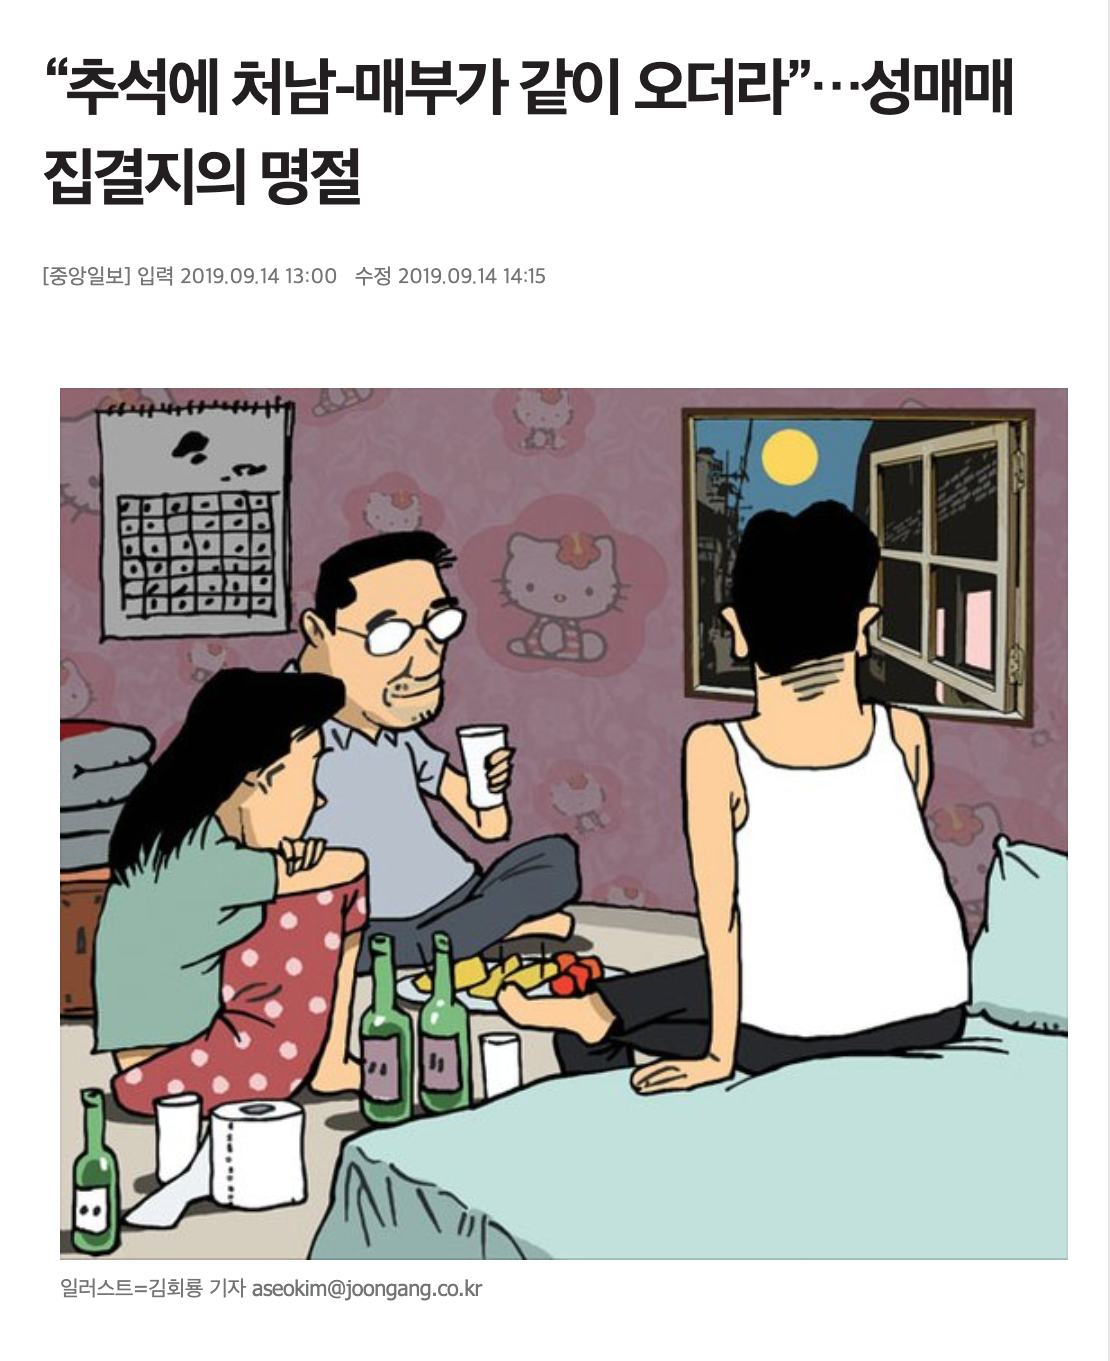 “추석에 처남-매부가 같이 오더라”…성매매
집결지의 명절
[중앙일보] 입력 2019.09.14 13:00 수정 2019.09.14 14:15
일러스트=김회룡 기자 aseokim@joongang.co.kr